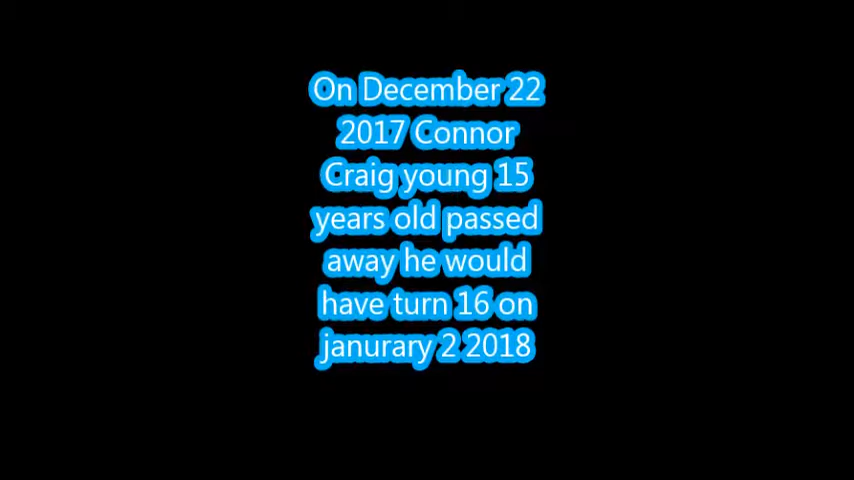 On December 22
2017 Connor
Craig young 15
years old passed
away he would
have turn 16 on
janurary 2 2018